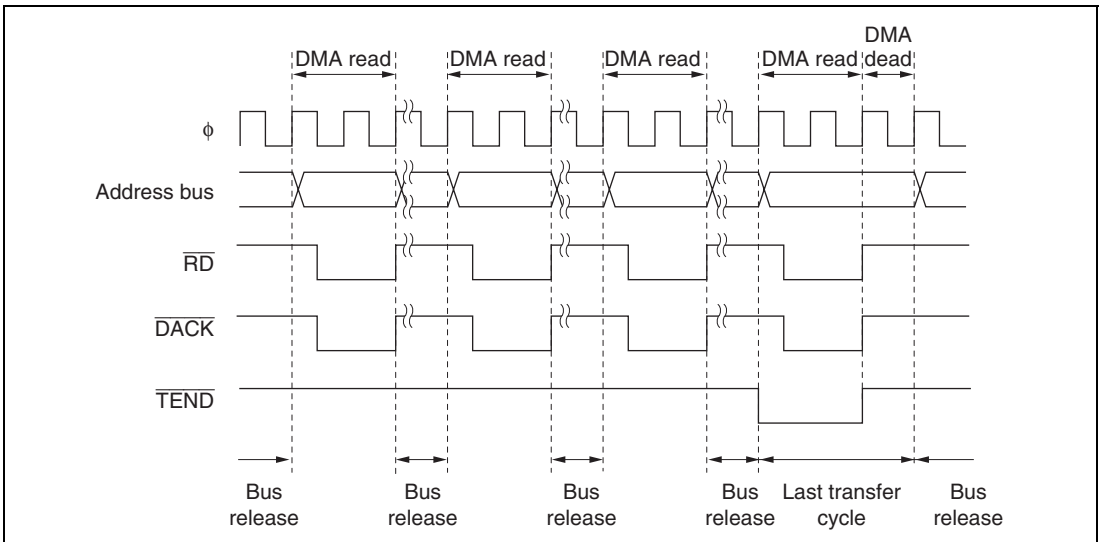 DMA
DMA read DMA read DMA read DMA read dead
ϕ
Address bus
RD
DACK
TEND
Bus release
Bus release
Bus release
Bus release
Last transfer cycle
Bus release